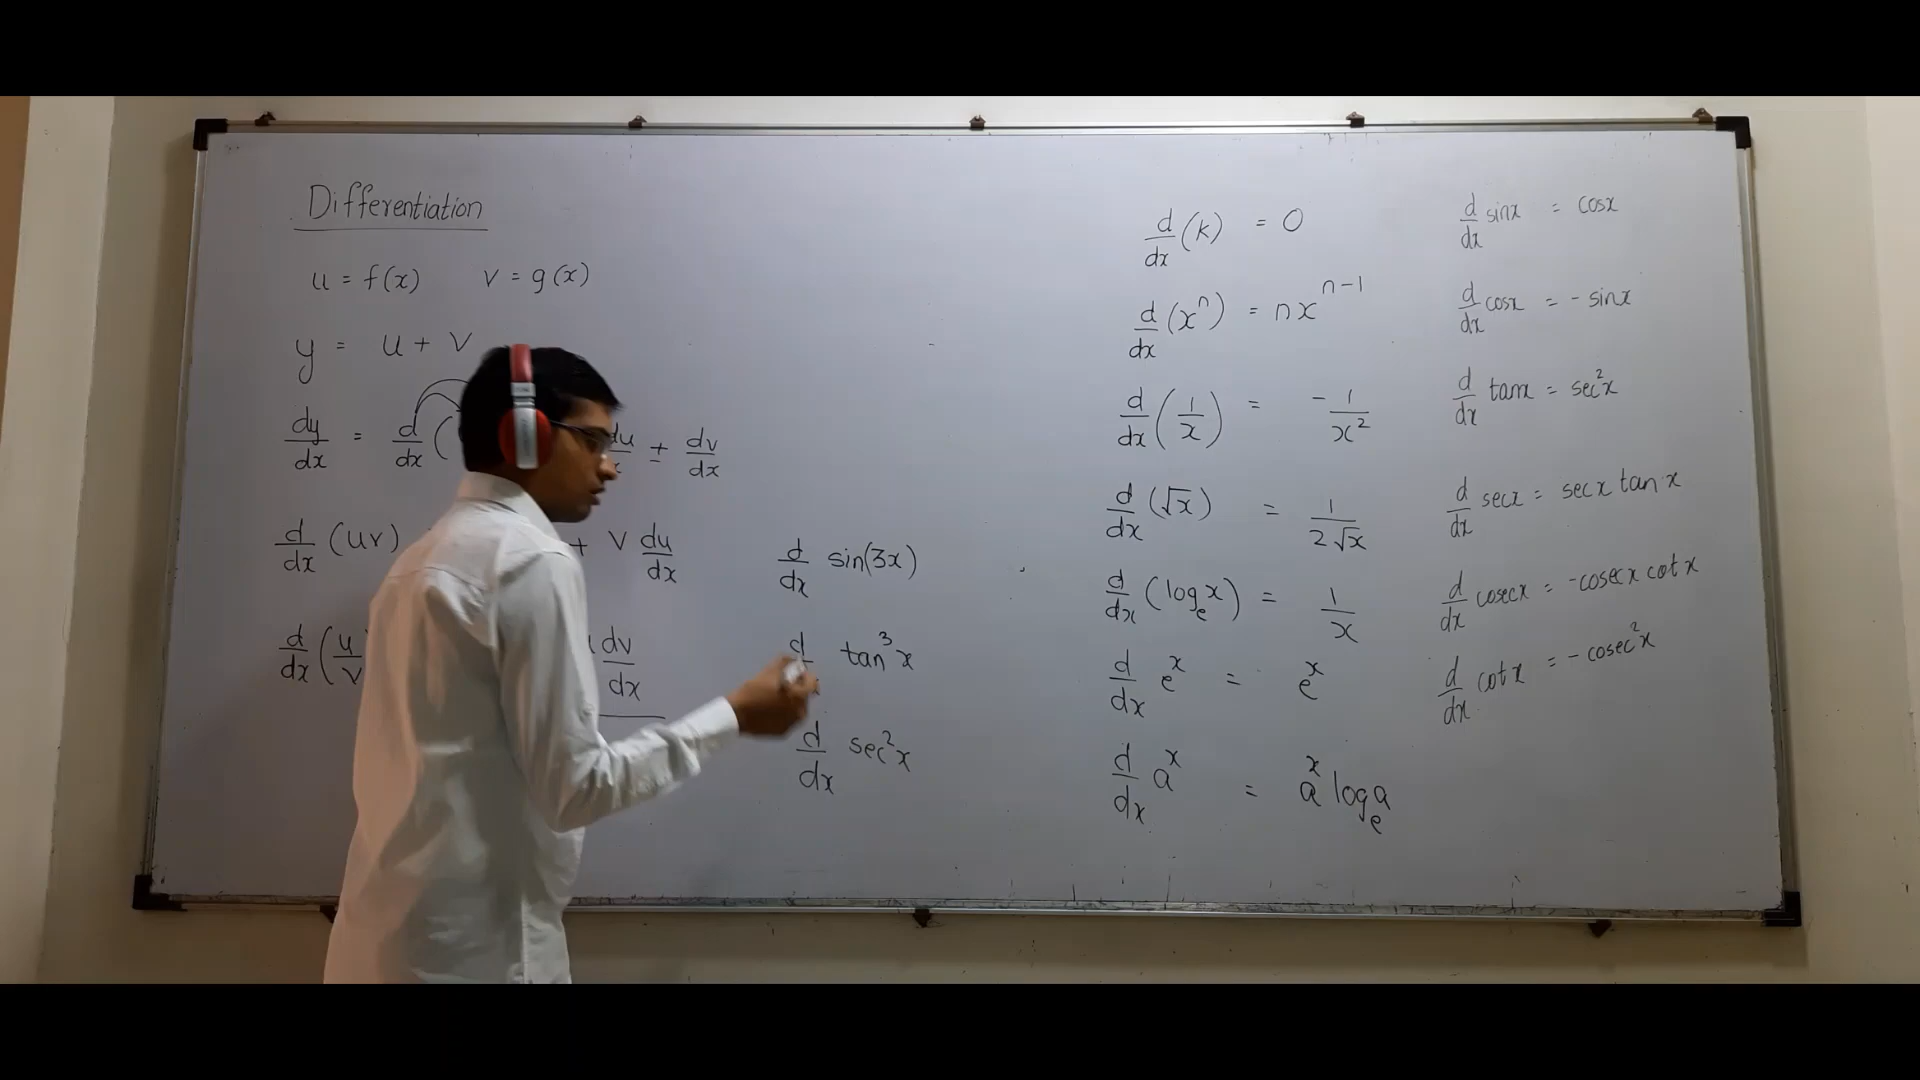 Differentiation
u = f(x) v = g(x)
y = u + v
dy/dx = d/dx ( du ± dv/dx
d/dx (uv) + v du/dx
d/dx (u/v dv/dx
d/dx sin(3x)
d tan³x
d/dx sec²x
d/dx (k) = 0
d/dx (xⁿ) = nxⁿ⁻¹
d/dx (1/x) = -1/x²
d/dx (√x) = 1/2√x
d/dx (logₑx) = 1/x
d/dx eˣ = eˣ
d/dx aˣ = aˣ logₑa
d/dx sinx = cosx
d/dx cosx = - sinx
d/dx tanx = sec²x
d/dx secx = secx tanx
d/dx cosecx = -cosecx cotx
d/dx cotx = - cosec²x